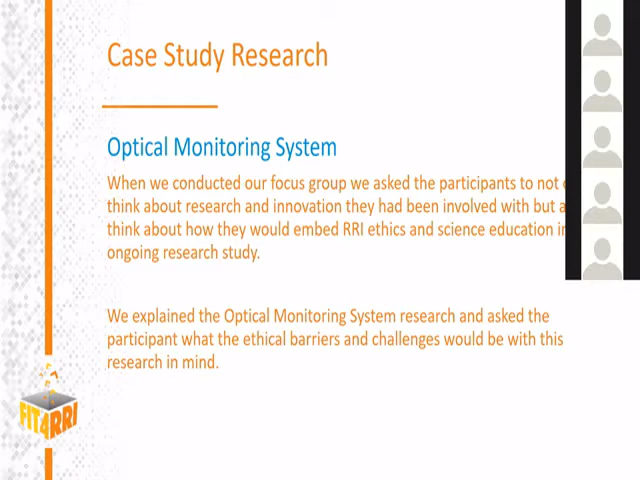 Case Study Research
Optical Monitoring System
When we conducted our focus group we asked the participants to not
think about research and innovation they had been involved with but
think about how they would embed RRI ethics and science education
ongoing research study.
We explained the Optical Monitoring System research and asked the
participant what the ethical barriers and challenges would be with this
research in mind.
FIT4RRI